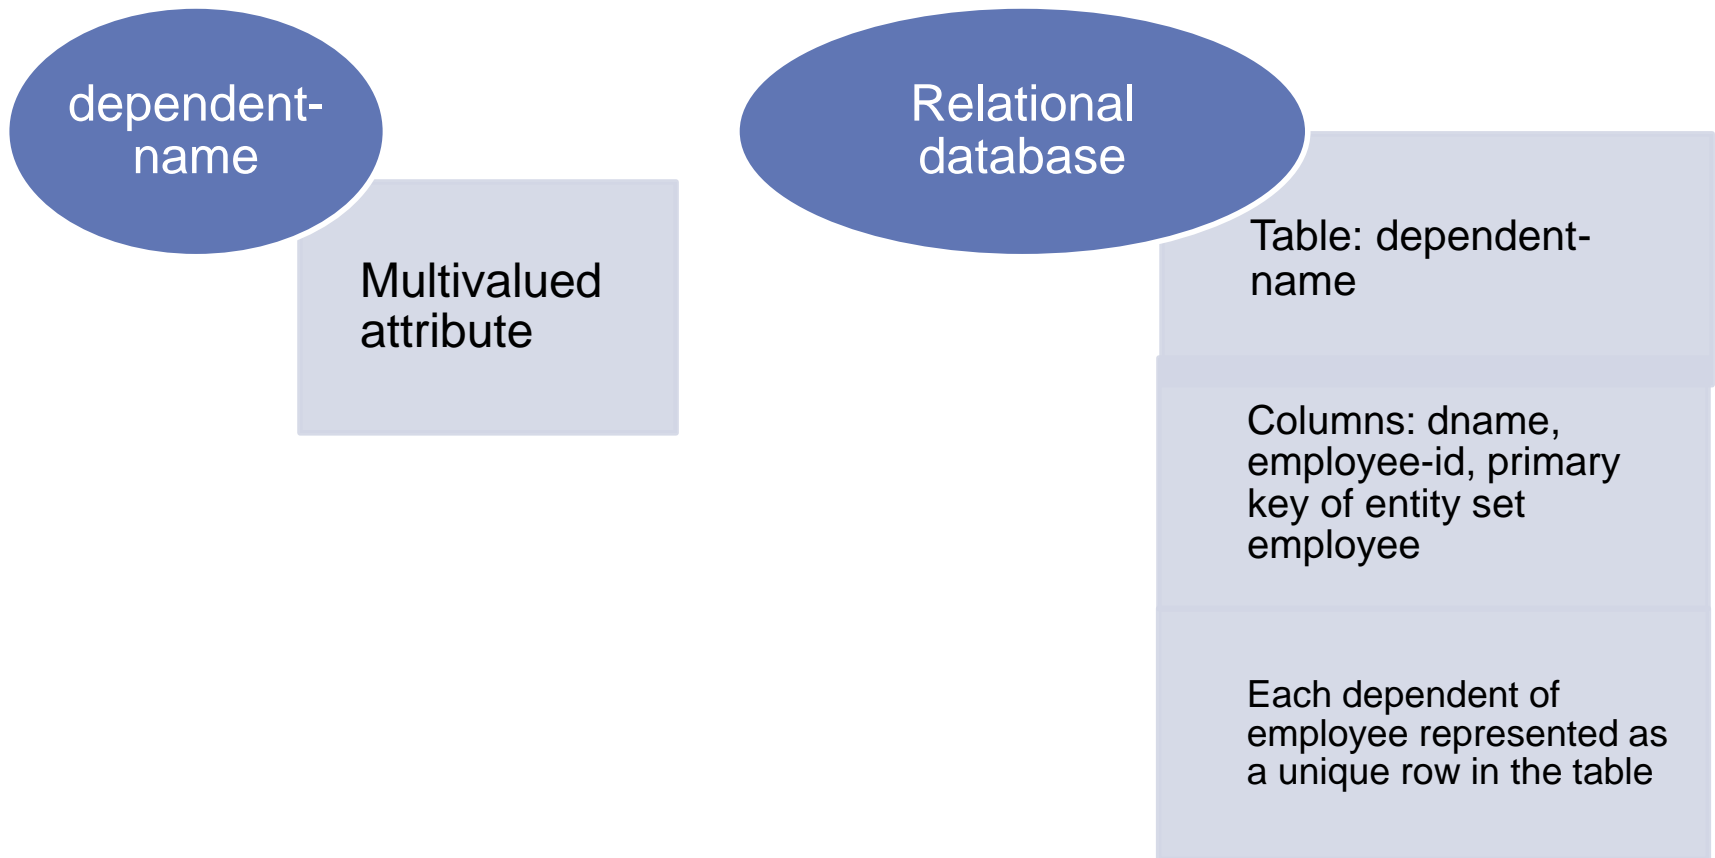 dependent-
name
Multivalued
attribute
Relational
database
Table: dependent-
name
Columns: dname,
employee-id, primary
key of entity set
employee
Each dependent of
employee represented as
a unique row in the table